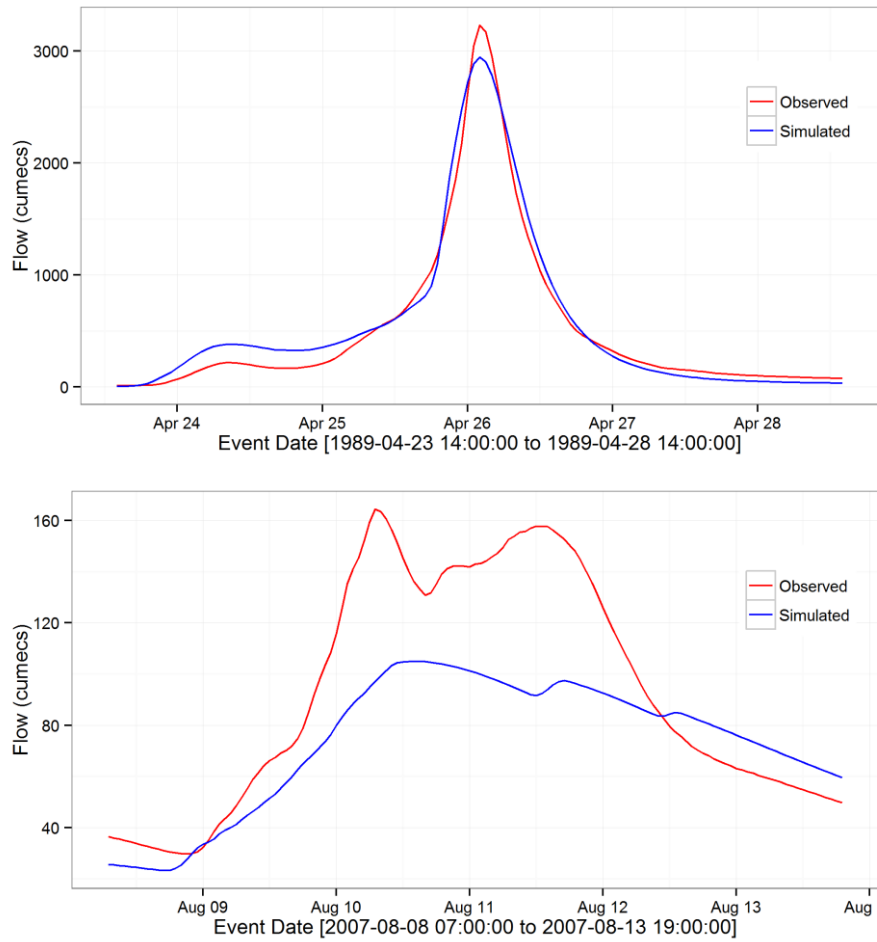 3000
2000
1000
0
Flow (cumecs)
Observed
Simulated
Apr 24
Apr 25
Apr 26
Apr 27
Apr 28
Event Date [1989-04-23 14:00:00 to 1989-04-28 14:00:00]
160
120
80
40
Flow (cumecs)
Observed
Simulated
Aug 09
Aug 10
Aug 11
Aug 12
Aug 13
Aug
Event Date [2007-08-08 07:00:00 to 2007-08-13 19:00:00]